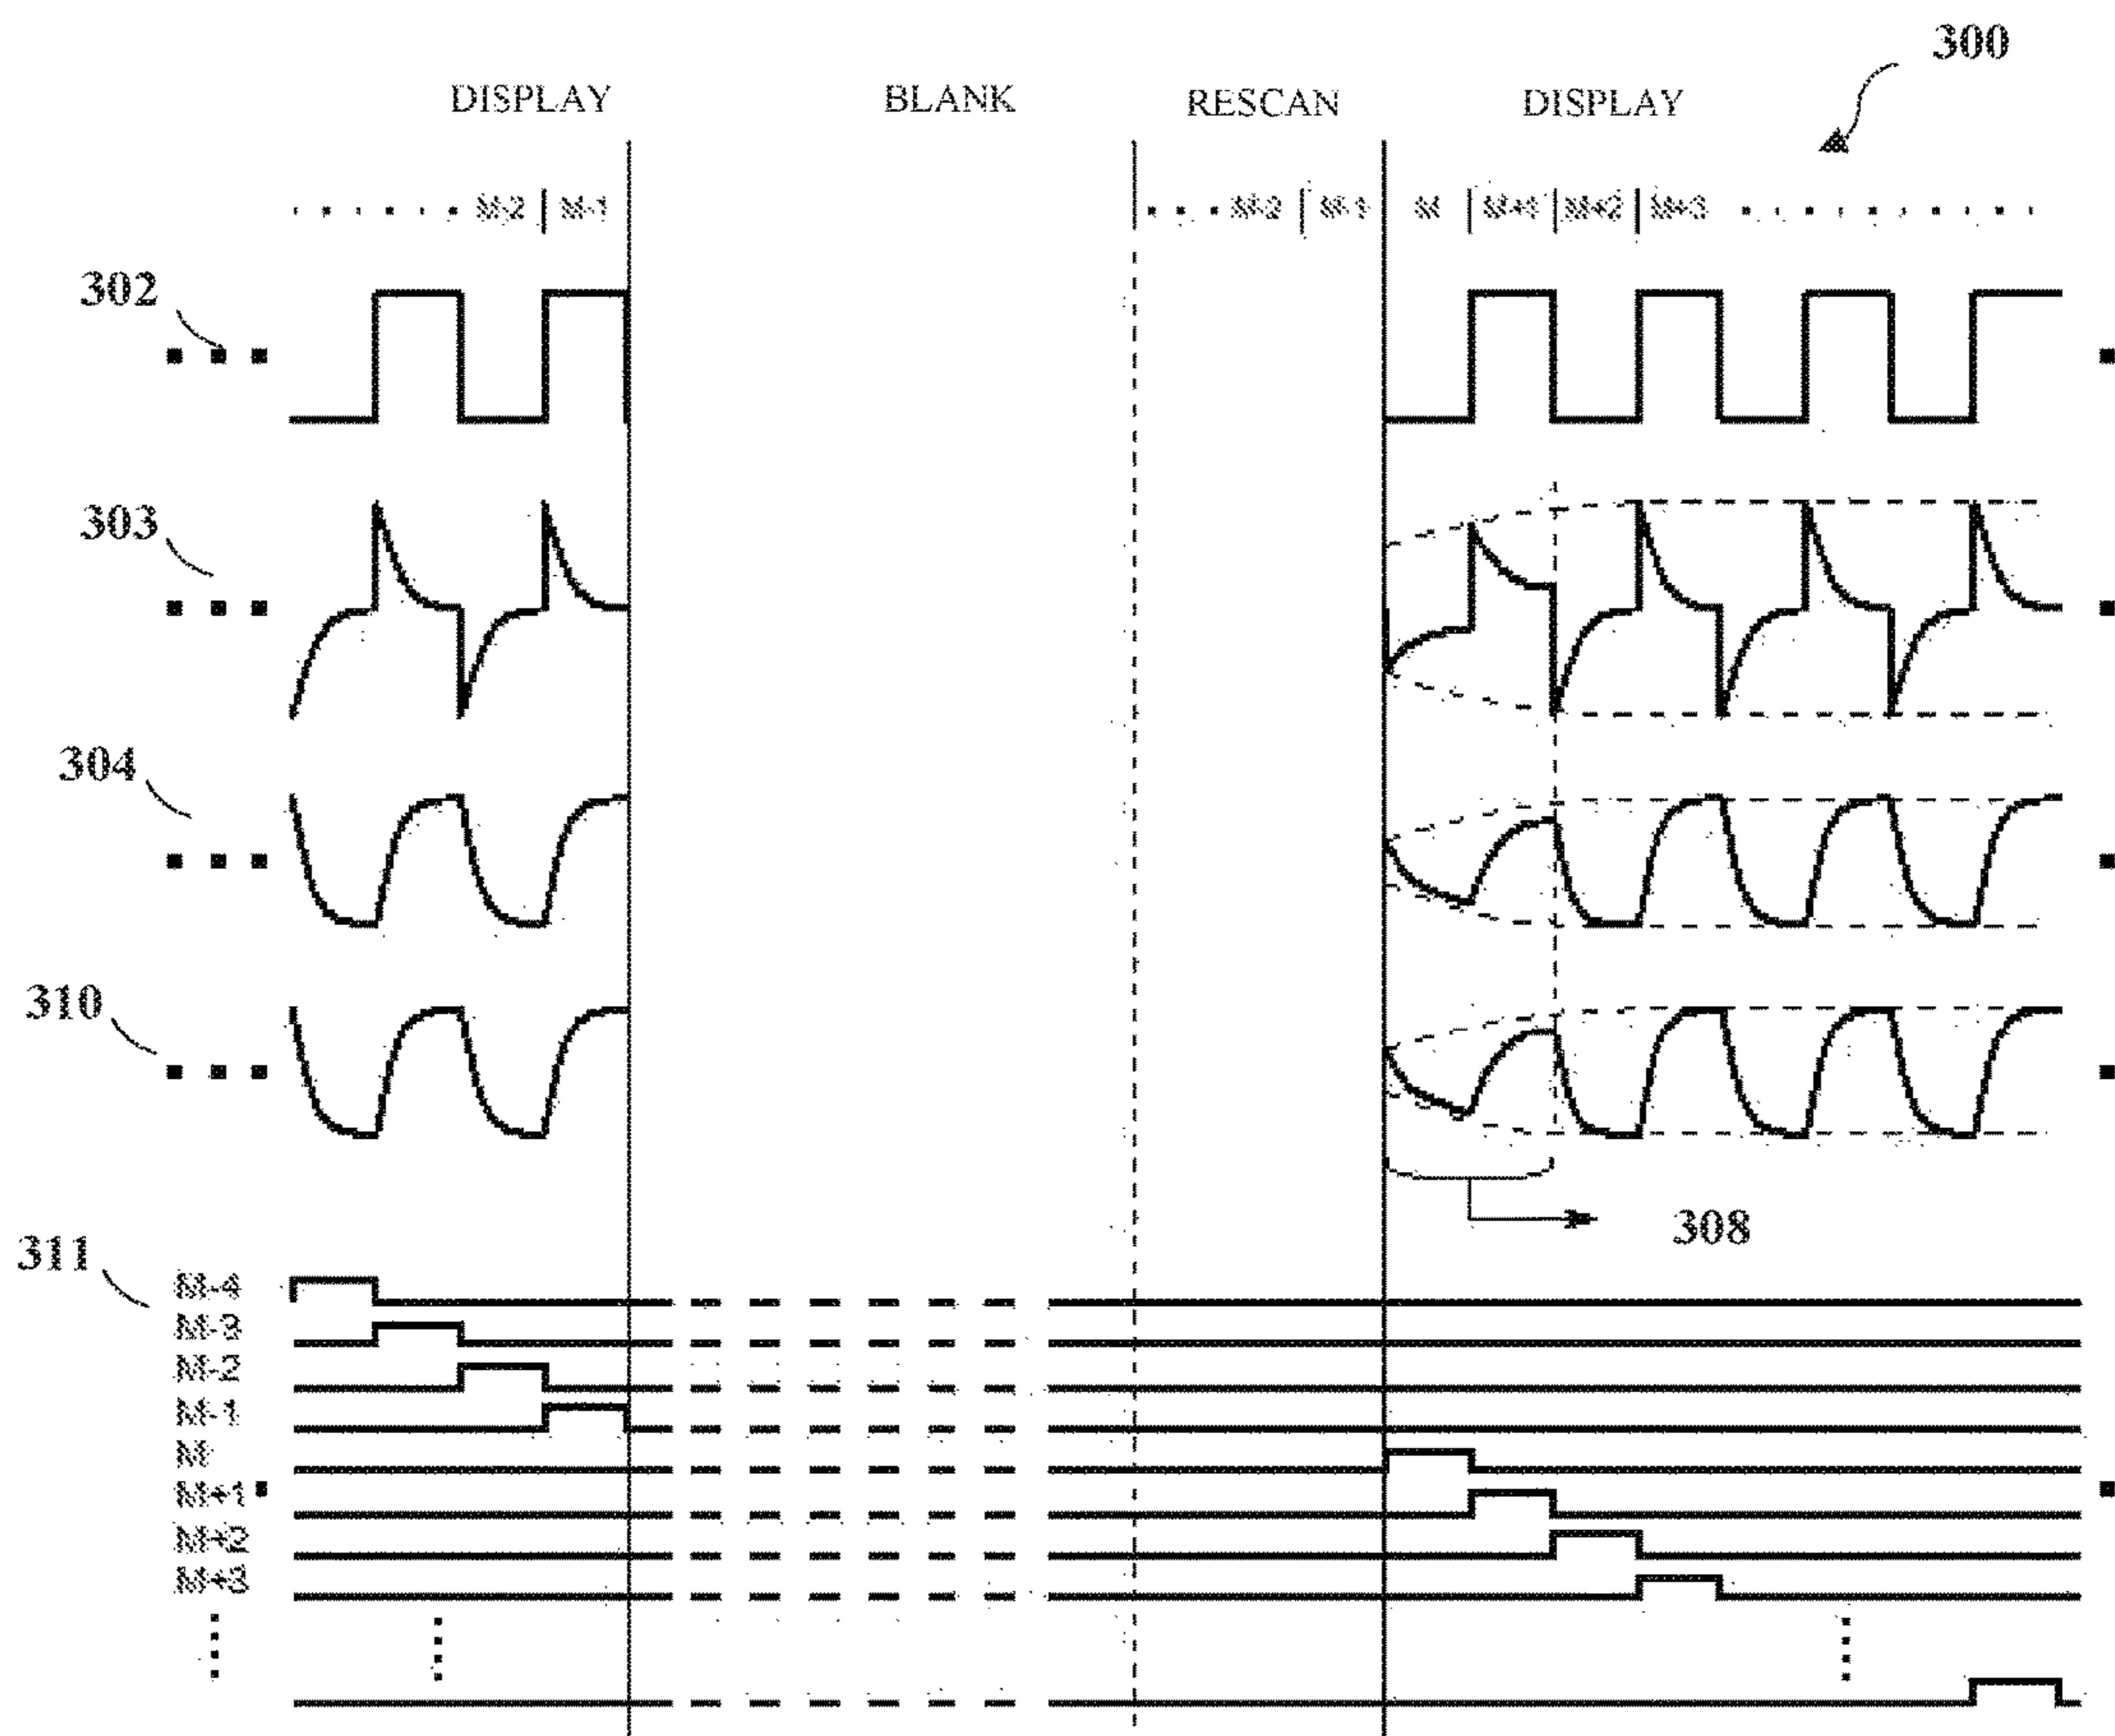 300
DISPLAY BLANK RESCAN DISPLAY
M-2 M-1 M-2 M-1 M M+1 M+2 M+3
302
303
304
310
308
311
M-4
M-3
M-2
M-1
M
M+1
M+2
M+3